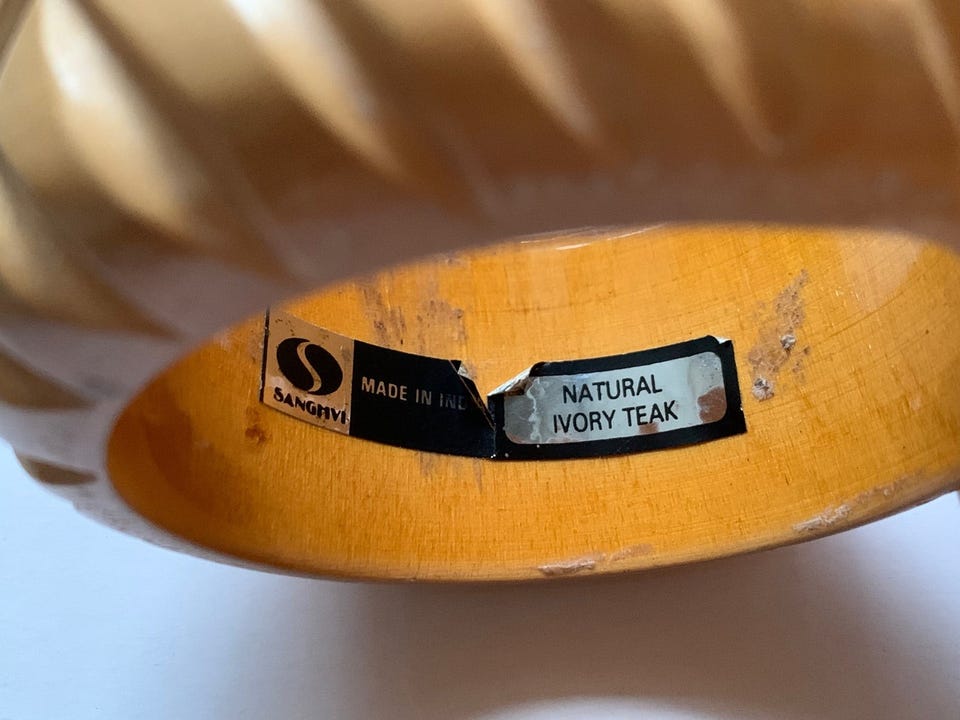 SANGHVI
MADE IN IND
NATURAL
IVORY TEAK